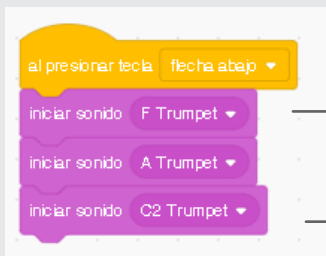 al presionar tecla flecha abajo
iniciar sonido F Trumpet
iniciar sonido A Trumpet
iniciar sonido C2 Trumpet